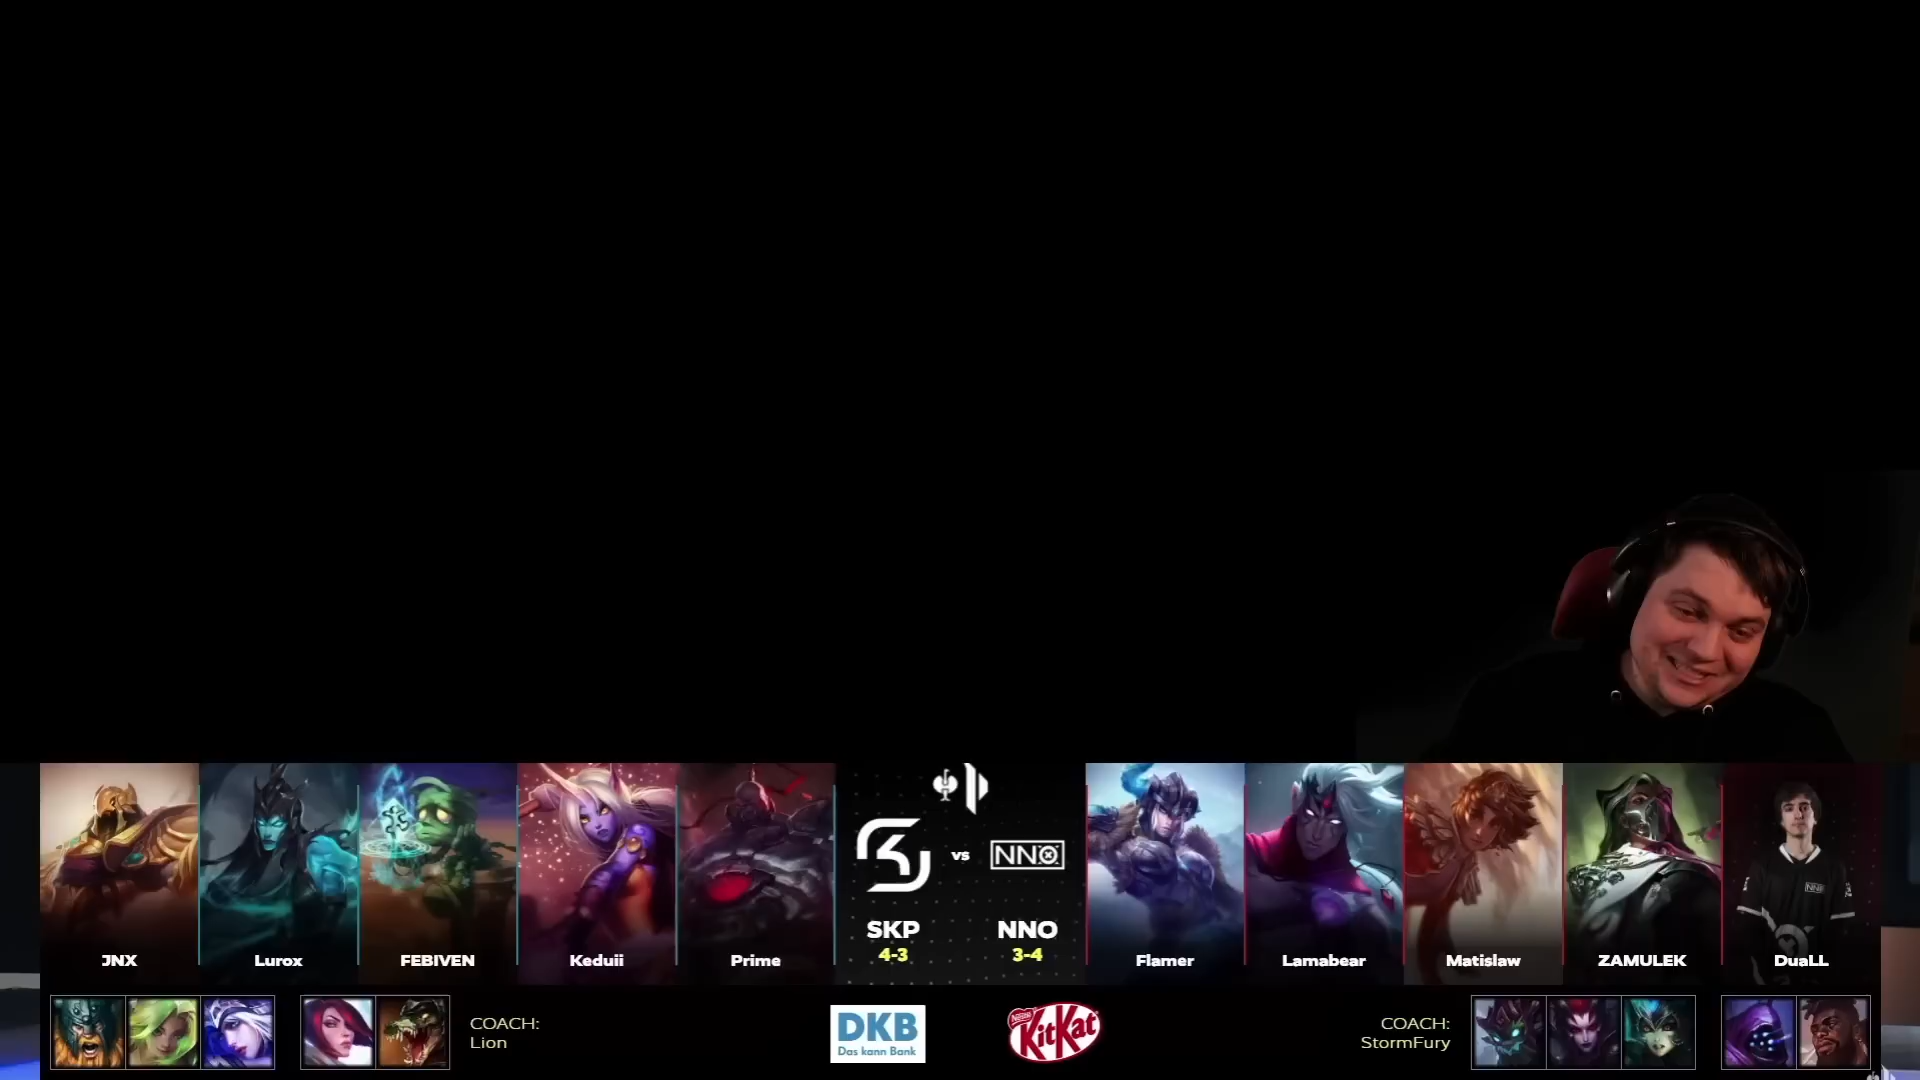 JNX
Lurox
FEBIVEN
Keduii
Prime
vs
NNO
SKP
NNO
4-3
3-4
Flamer
Lamabear
Matislaw
ZAMULEK
DuaLL
COACH:
Lion
DKB
Das kann Bank
Nestlé
KitKat
COACH:
StormFury